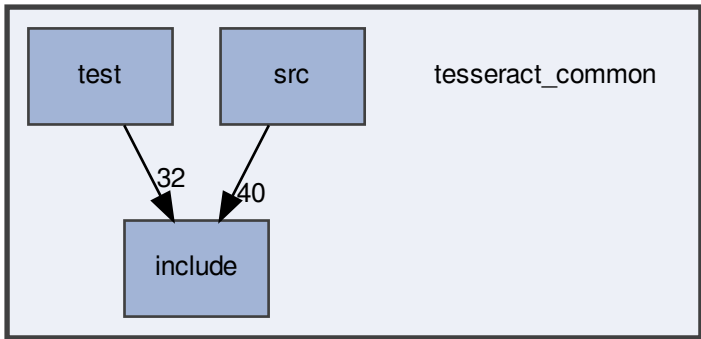 test
src
tesseract_common
32
40
include